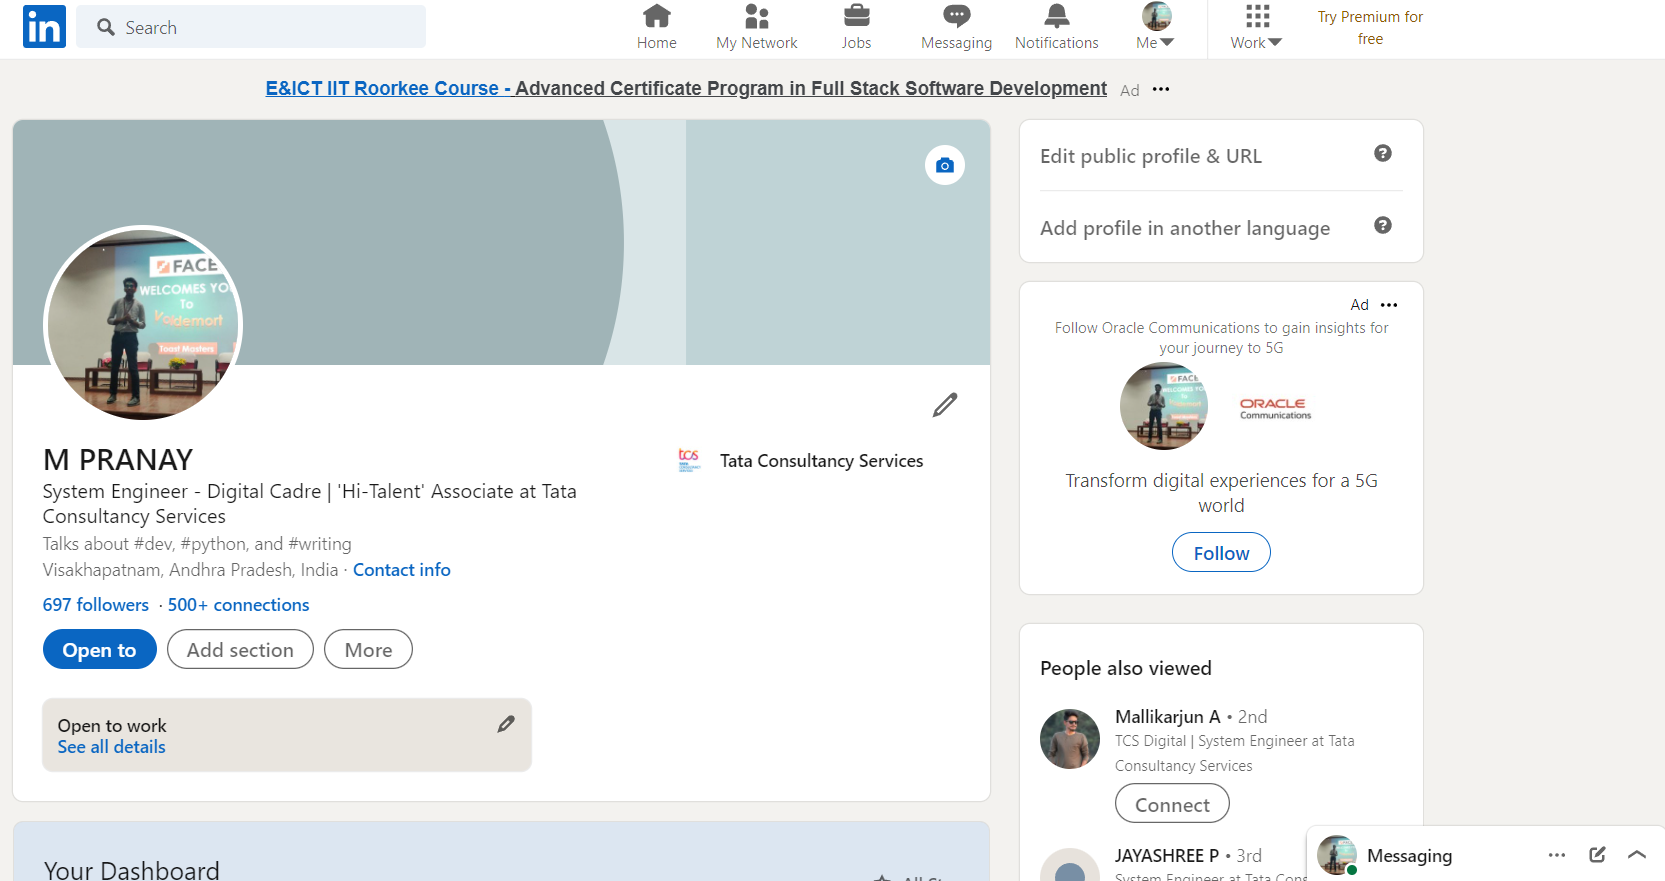 in
Search
Home
My Network
Jobs
Messaging
Notifications
Me
Work
Try Premium for
free
E&ICT IIT Roorkee Course - Advanced Certificate Program in Full Stack Software Development
Ad
FACE
WELCOMES YO
To
Voldemort
Toast Masters
M PRANAY
System Engineer - Digital Cadre | 'Hi-Talent' Associate at Tata
Consultancy Services
Talks about #dev, #python, and #writing
Visakhapatnam, Andhra Pradesh, India · Contact info
697 followers · 500+ connections
Open to
Add section
More
Open to work
See all details
tcs
TATA
CONSULTANCY
SERVICES
Tata Consultancy Services
Your Dashboard
Edit public profile & URL
Add profile in another language
Ad
Follow Oracle Communications to gain insights for
your journey to 5G
FACE
WELCOMES YO
ORACLE
Communications
Transform digital experiences for a 5G
world
Follow
People also viewed
Mallikarjun A • 2nd
TCS Digital | System Engineer at Tata
Consultancy Services
Connect
JAYASHREE P • 3rd
System Engineer at Tata Cons
Messaging